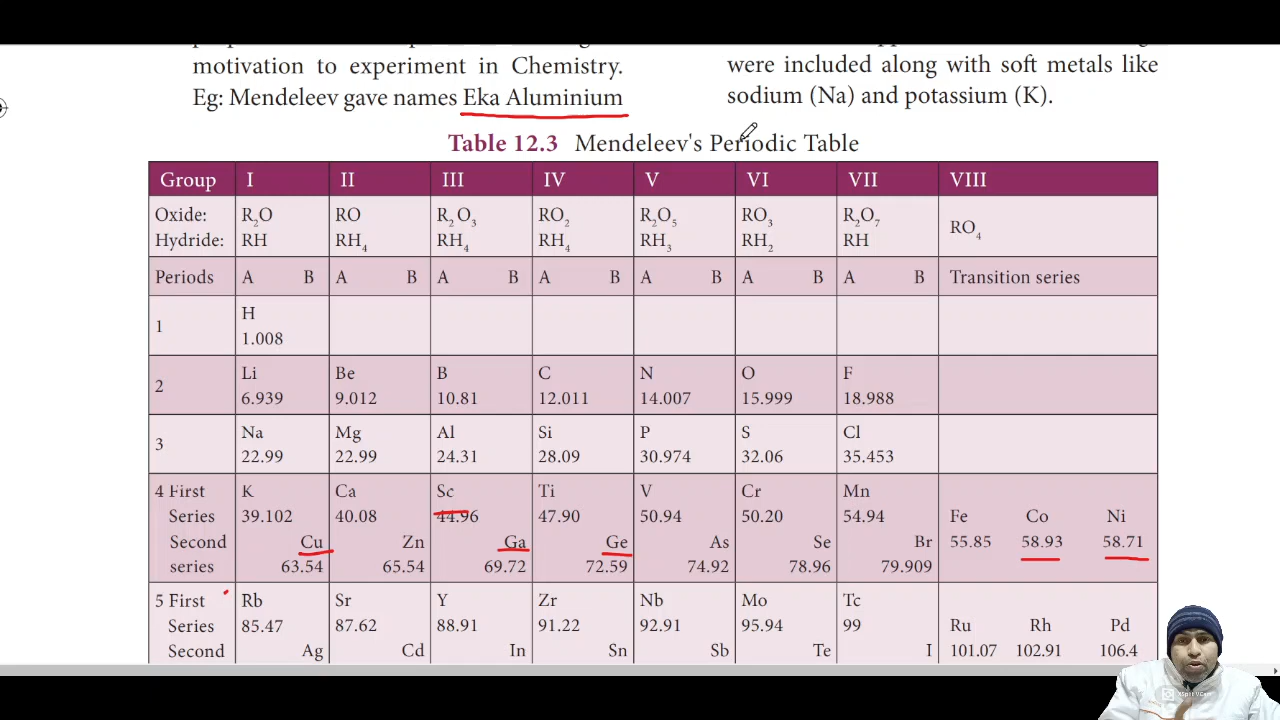 motivation to experiment in Chemistry.
Eg: Mendeleev gave names Eka Aluminium
were included along with soft metals like
sodium (Na) and potassium (K).
Table 12.3 Mendeleev's Periodic Table
Group I II III IV V VI VII VIII
Oxide: R₂O RO R₂O₃ RO₂ R₂O₅ RO₃ R₂O₇ RO₄
Hydride: RH RH₄ RH₄ RH₄ RH₃ RH₂ RH
Periods A B A B A B A B A B A B A B Transition series
1 H
1.008
2 Li Be B C N O F
6.939 9.012 10.81 12.011 14.007 15.999 18.988
3 Na Mg Al Si P S Cl
22.99 22.99 24.31 28.09 30.974 32.06 35.453
4 First K Ca Sc Ti V Cr Mn
Series 39.102 40.08 44.96 47.90 50.94 50.20 54.94 Fe Co Ni
Second Cu Zn Ga Ge As Se Br 55.85 58.93 58.71
series 63.54 65.54 69.72 72.59 74.92 78.96 79.909
5 First Rb Sr Y Zr Nb Mo Tc
Series 85.47 87.62 88.91 91.22 92.91 95.94 99 Ru Rh Pd
Second Ag Cd In Sn Sb Te I 101.07 102.91 106.4
XSplit VCam